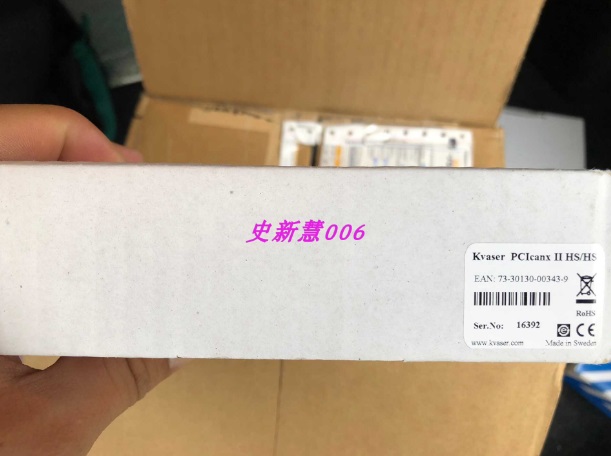 史新慧006
Kvaser PCIcanx II HS/HS
EAN: 73-30130-00343-9
RoHS
Ser.No: 16392
CE
www.kvaser.com Made in Sweden